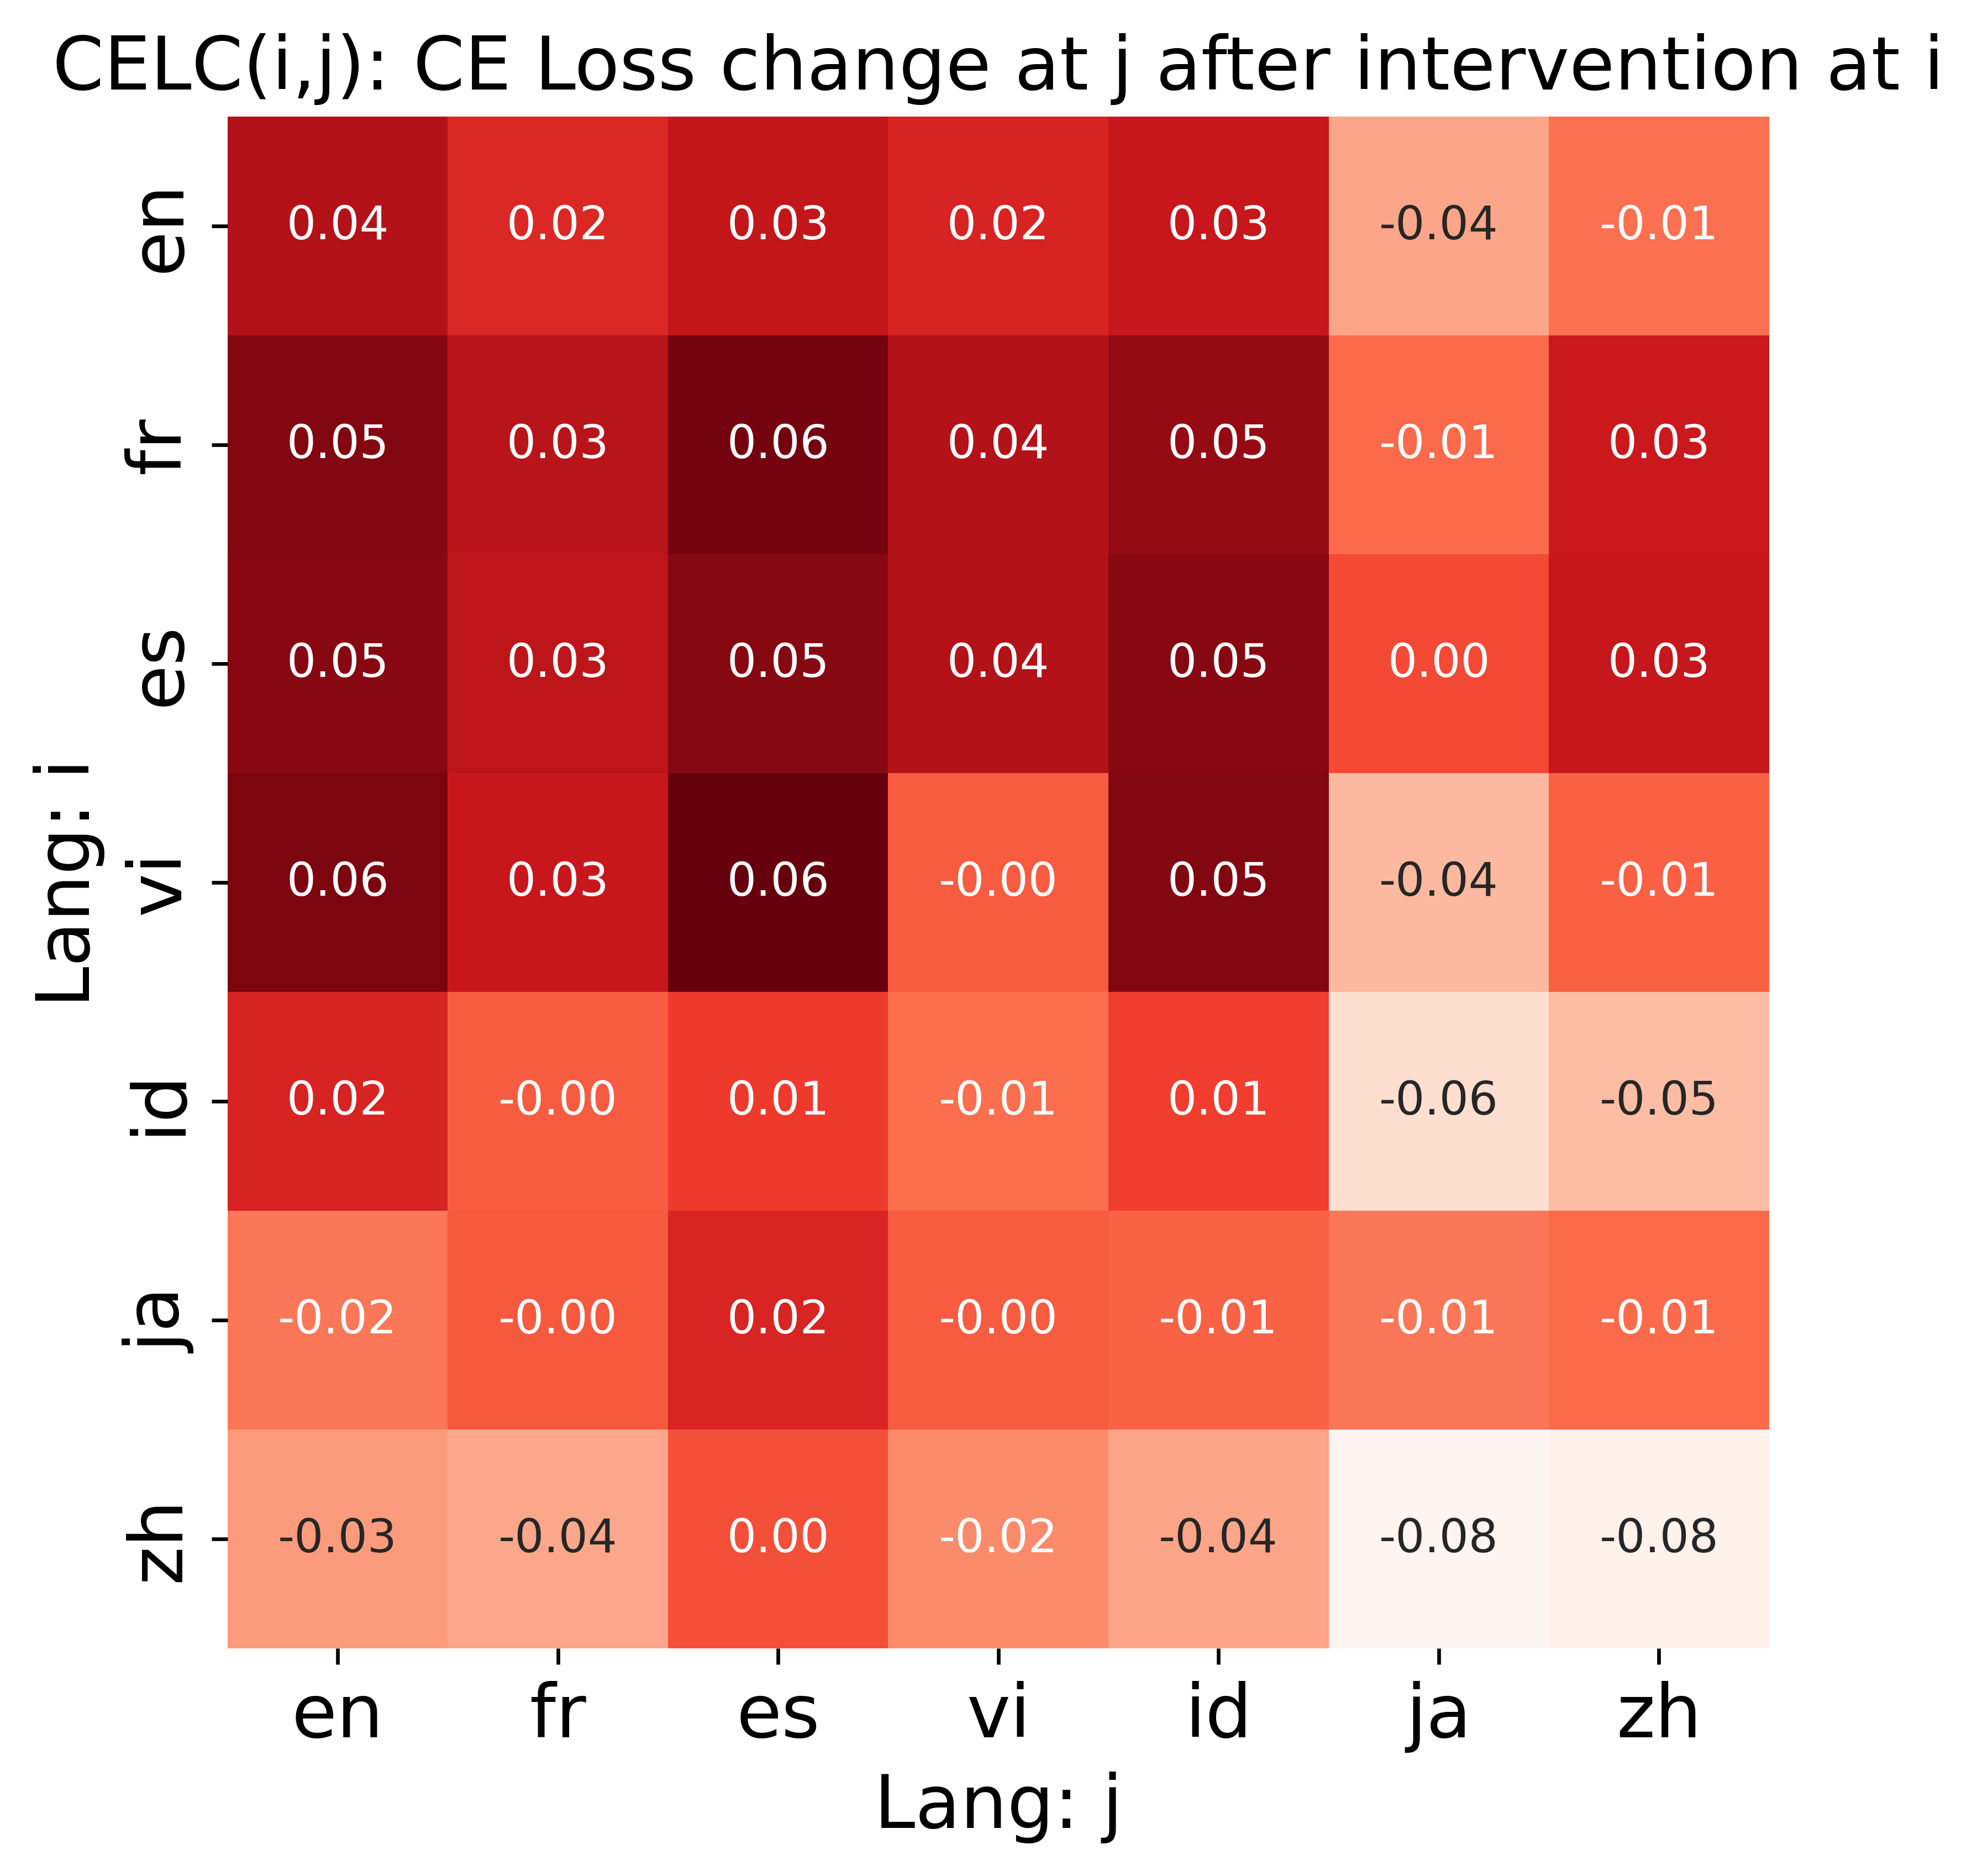 CELC(i,j): CE Loss change at j after intervention at i
Lang: i
en 0.04 0.02 0.03 0.02 0.03 -0.04 -0.01
fr 0.05 0.03 0.06 0.04 0.05 -0.01 0.03
es 0.05 0.03 0.05 0.04 0.05 0.00 0.03
vi 0.06 0.03 0.06 -0.00 0.05 -0.04 -0.01
id 0.02 -0.00 0.01 -0.01 0.01 -0.06 -0.05
ja -0.02 -0.00 0.02 -0.00 -0.01 -0.01 -0.01
zh -0.03 -0.04 0.00 -0.02 -0.04 -0.08 -0.08
en fr es vi id ja zh
Lang: j